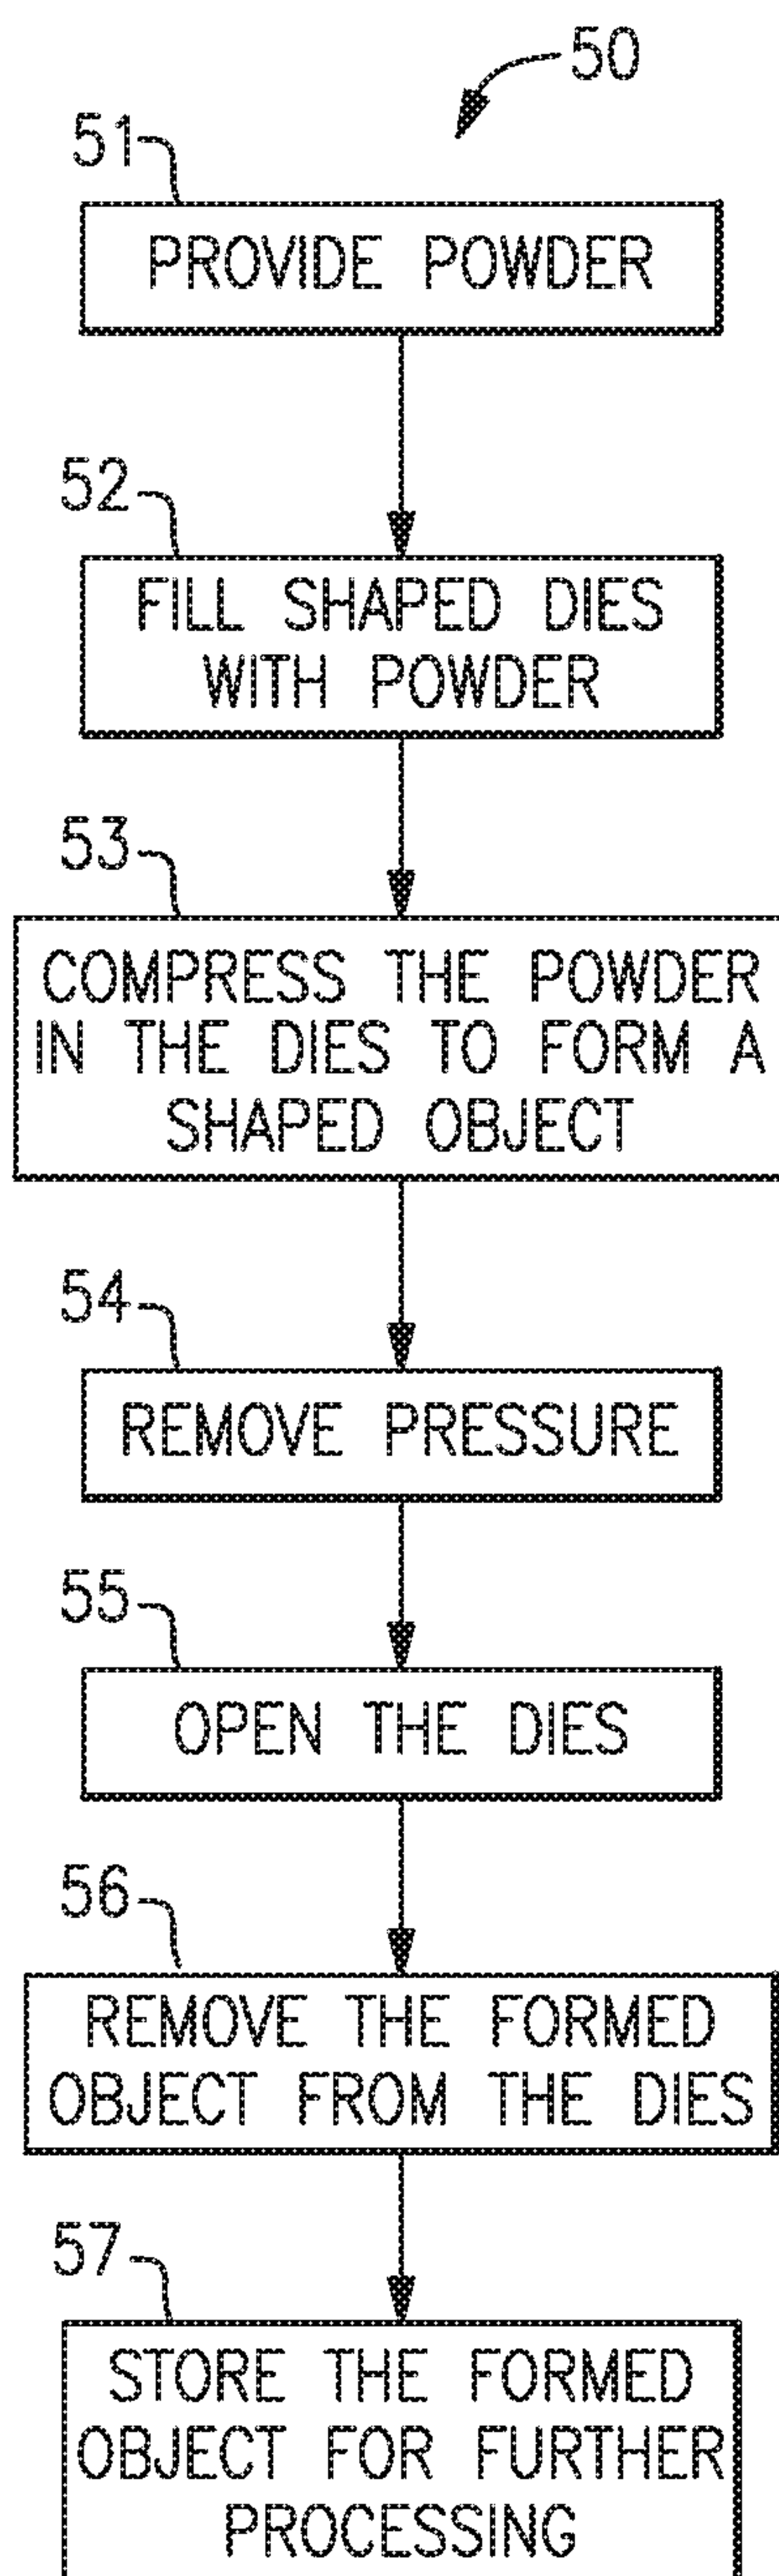 50
51
PROVIDE POWDER
52
FILL SHAPED DIES
WITH POWDER
53
COMPRESS THE POWDER
IN THE DIES TO FORM A
SHAPED OBJECT
54
REMOVE PRESSURE
55
OPEN THE DIES
56
REMOVE THE FORMED
OBJECT FROM THE DIES
57
STORE THE FORMED
OBJECT FOR FURTHER
PROCESSING